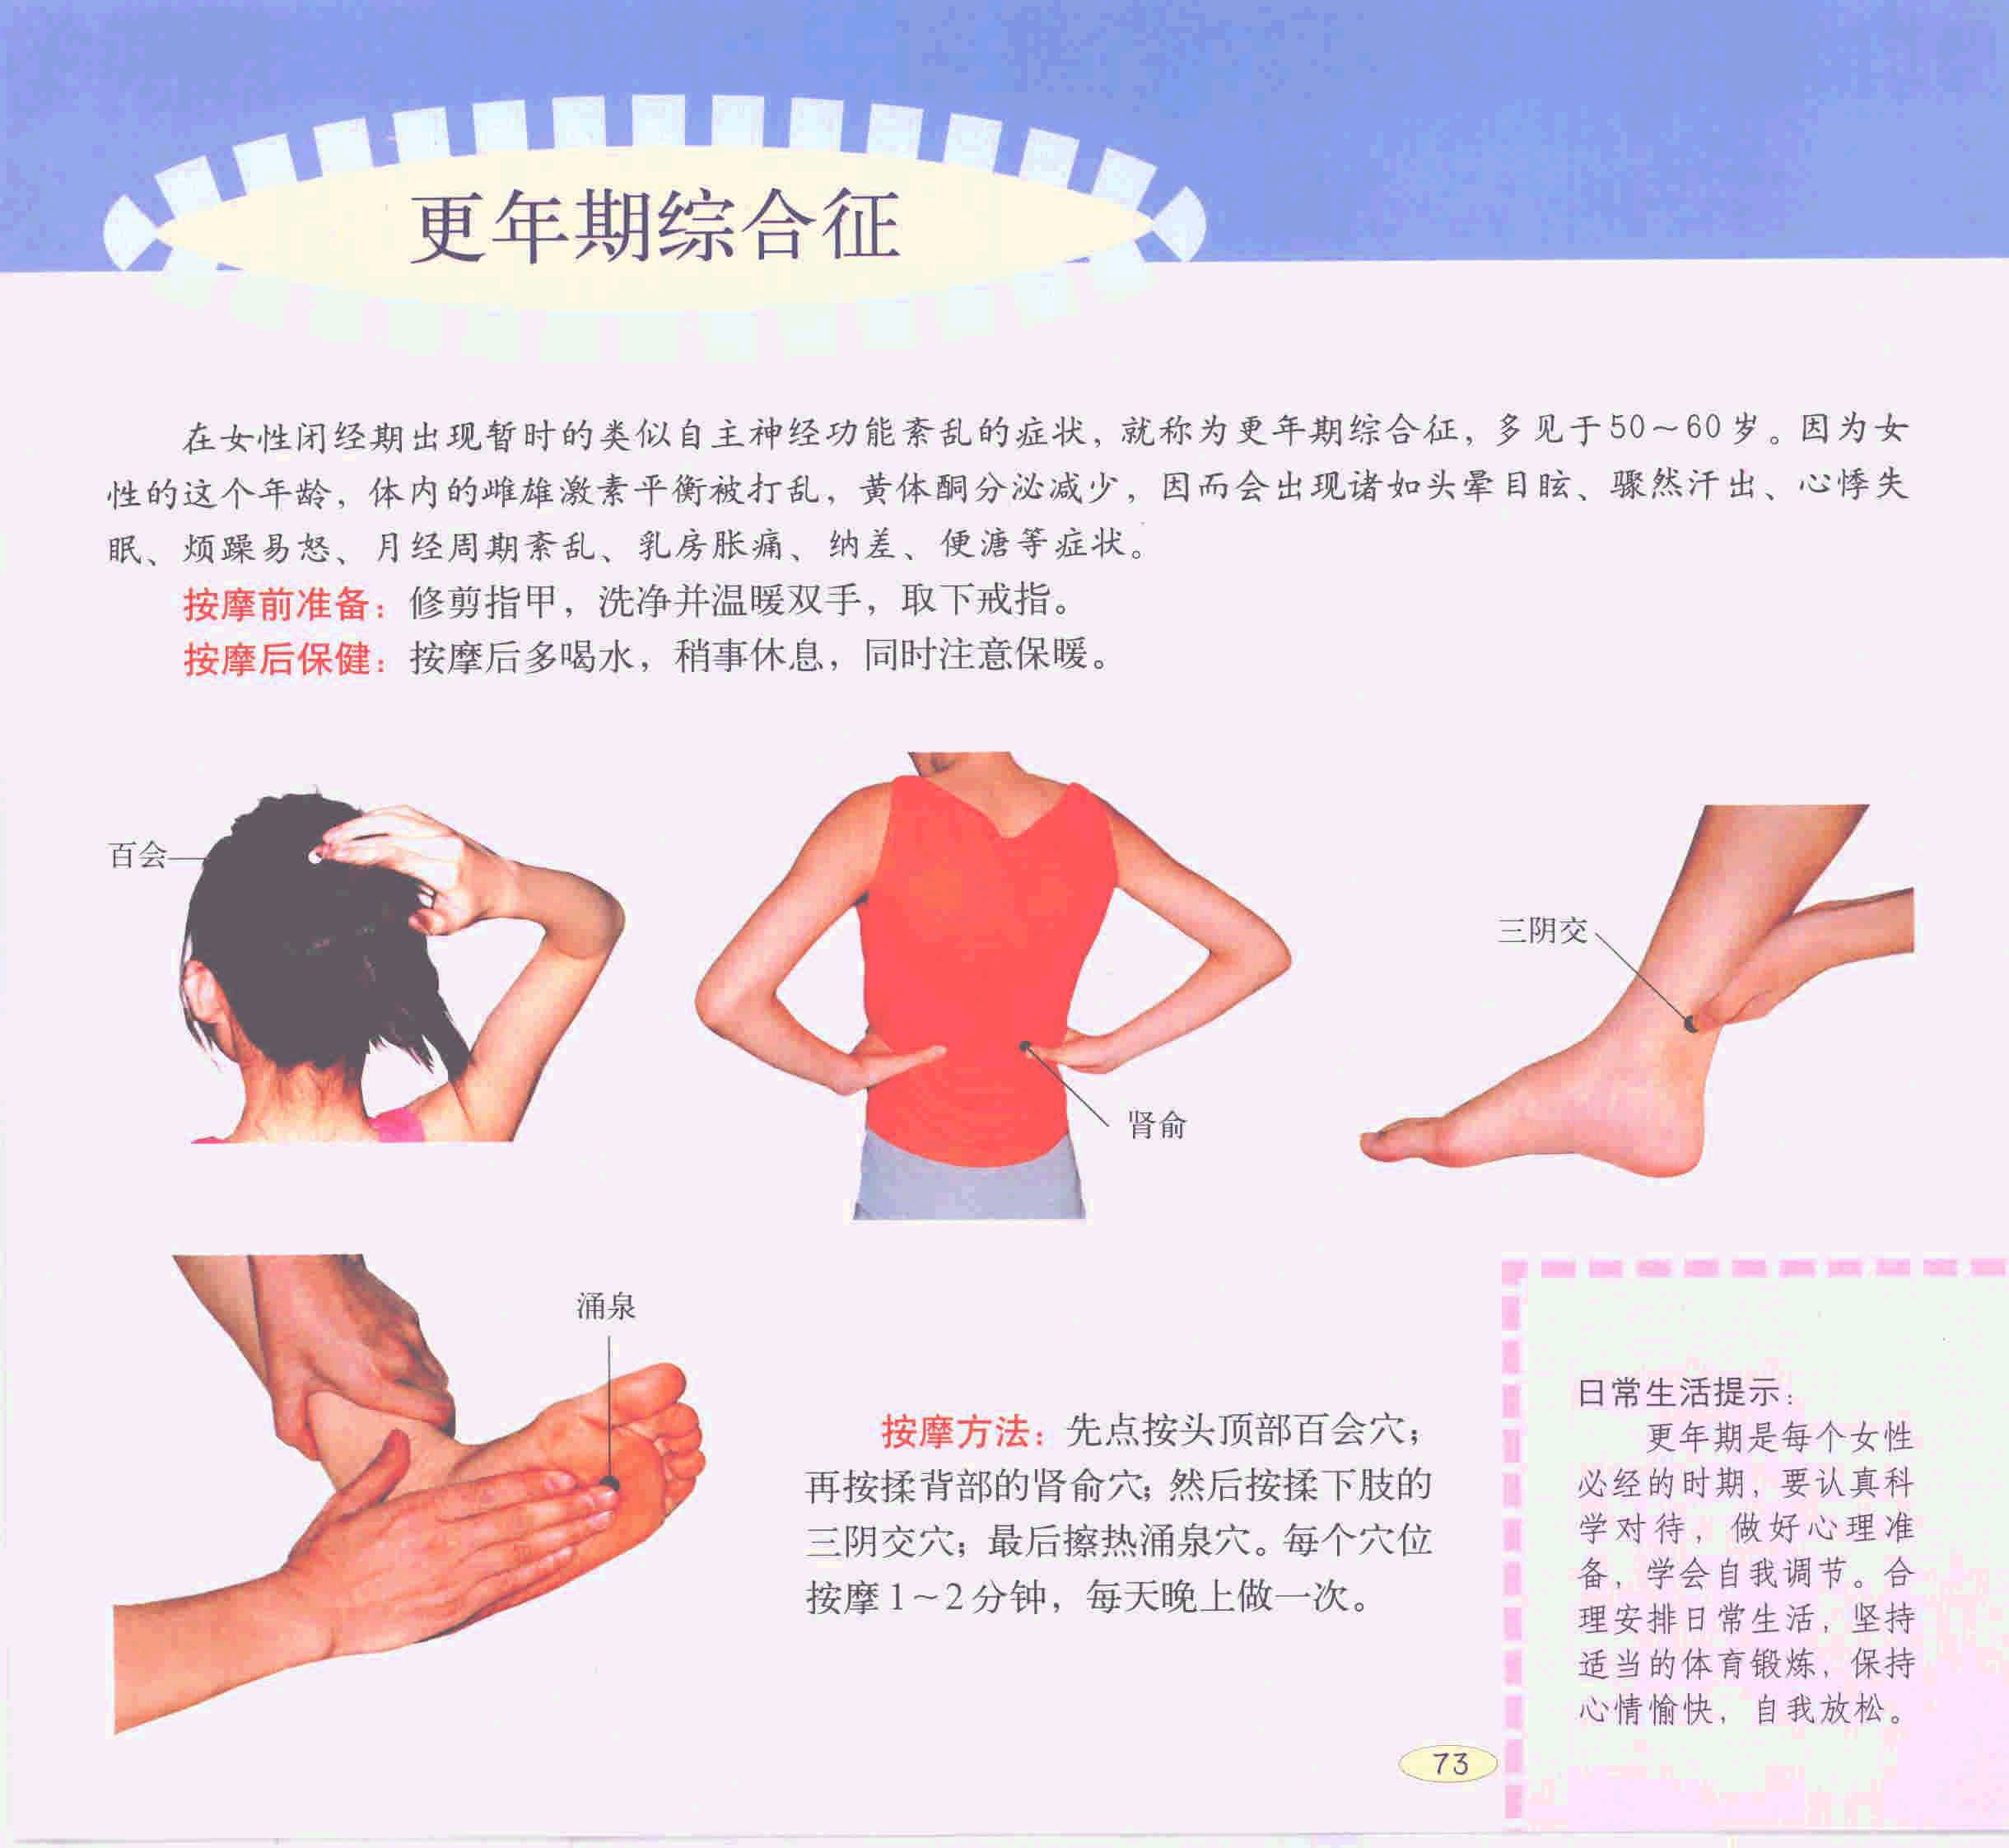 更年期综合征
在女性闭经期出现暂时的类似自主神经功能紊乱的症状，就称为更年期综合征，多见于50～60岁。因为女
性的这个年龄，体内的雌雄激素平衡被打乱，黄体酮分泌减少，因而会出现诸如头晕目眩、骤然汗出、心悸失
眠、烦躁易怒、月经周期紊乱、乳房胀痛、纳差、便溏等症状。
按摩前准备：修剪指甲，洗净并温暖双手，取下戒指。
按摩后保健：按摩后多喝水，稍事休息，同时注意保暖。
百会
三阴交
肾俞
涌泉
按摩方法：先点按头顶部百会穴；
再按揉背部的肾俞穴；然后按揉下肢的
三阴交穴；最后擦热涌泉穴。每个穴位
按摩1～2分钟，每天晚上做一次。
日常生活提示：
更年期是每个女性
必经的时期，要认真科
学对待，做好心理准
备，学会自我调节。合
理安排日常生活，坚持
适当的体育锻炼，保持
心情愉快，自我放松。
73